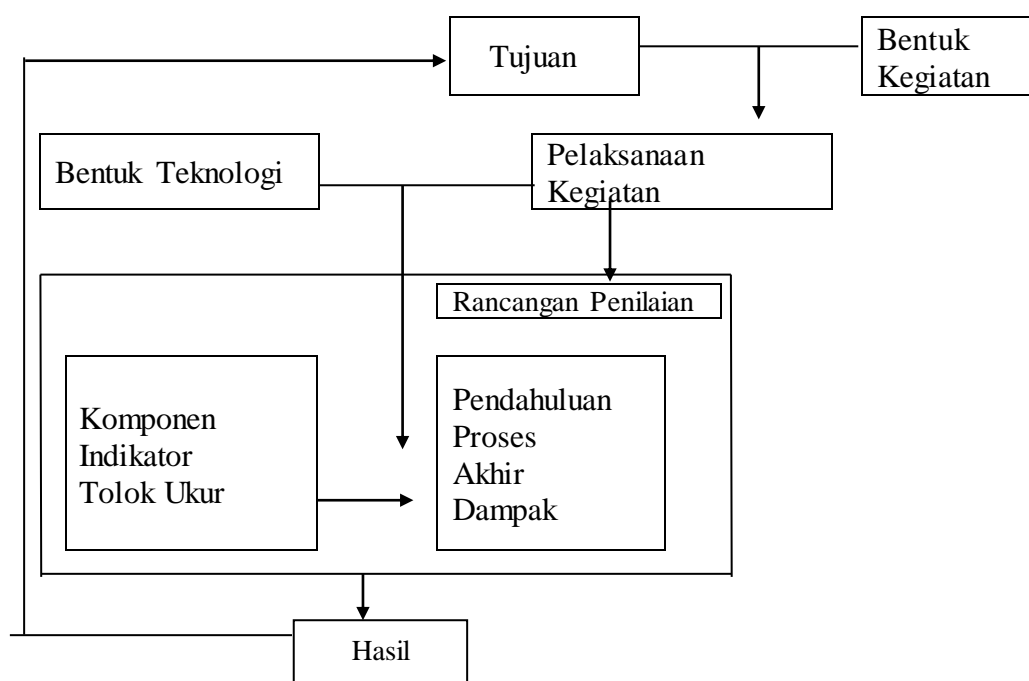 Tujuan
Bentuk
Kegiatan
Bentuk Teknologi
Pelaksanaan
Kegiatan
Rancangan Penilaian
Komponen
Indikator
Tolok Ukur
Pendahuluan
Proses
Akhir
Dampak
Hasil